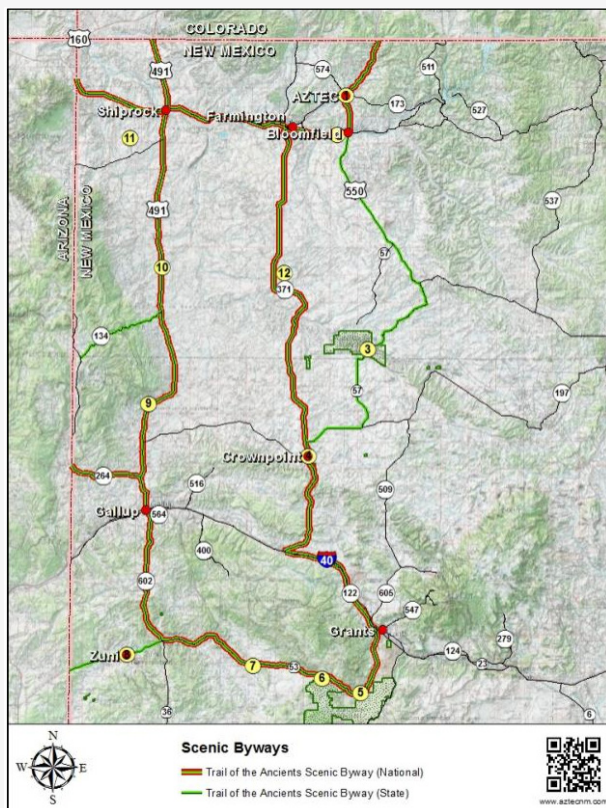 COLORADO
NEW MEXICO
160
491
574
511
AZTEC
173
527
Shiprock
Farmington
Bloomfield
11
550
537
ARIZONA
NEW MEXICO
491
10
12
371
57
134
3
57
197
9
Crownpoint
264
516
509
Gallup
564
400
40
602
122
605
547
Grants
124
279
23
Zuni
7
53
6
5
36
6
N
W
E
S
Scenic Byways
Trail of the Ancients Scenic Byway (National)
Trail of the Ancients Scenic Byway (State)
www.aztecnm.com